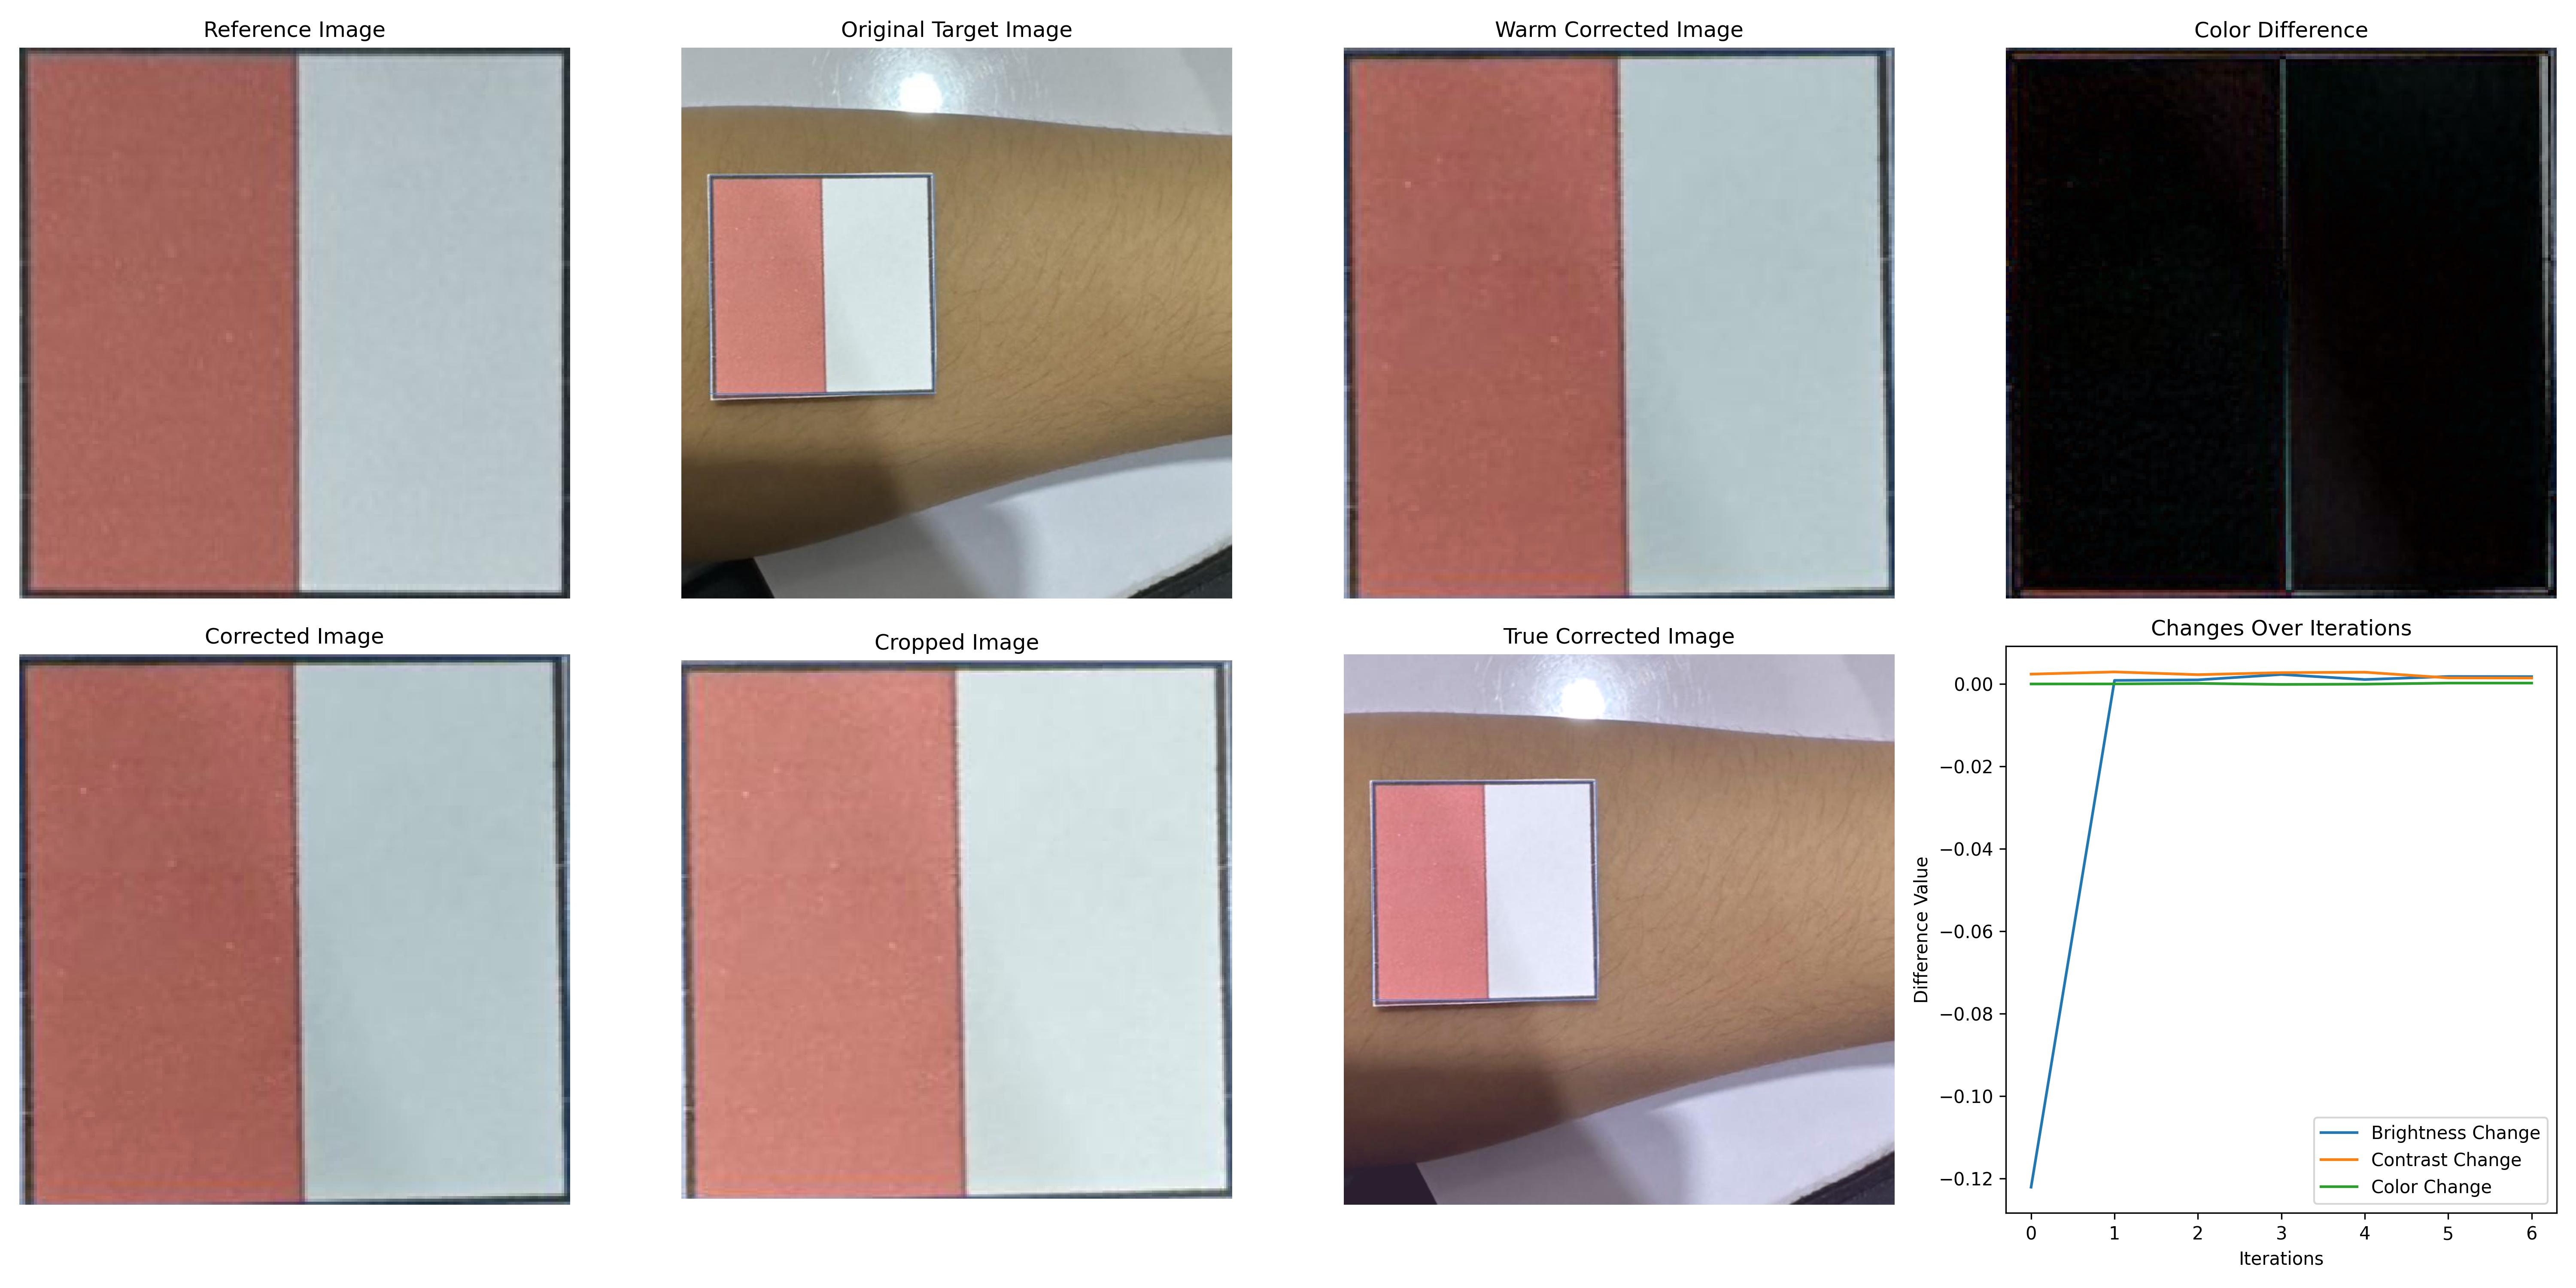 Reference Image
Original Target Image
Warm Corrected Image
Color Difference
Corrected Image
Cropped Image
True Corrected Image
Changes Over Iterations
Difference Value
0.00
−0.02
−0.04
−0.06
−0.08
−0.10
−0.12
Brightness Change
Contrast Change
Color Change
0 1 2 3 4 5 6
Iterations